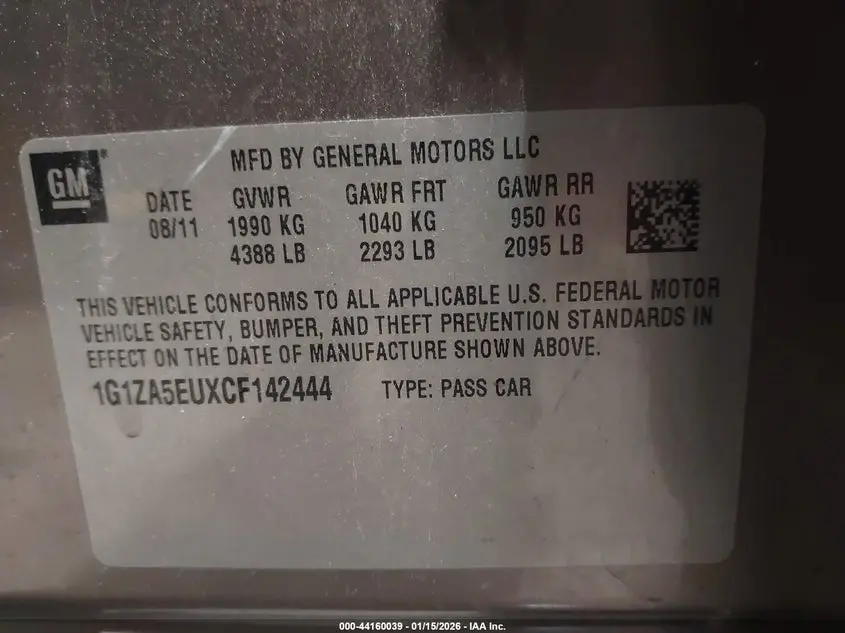 GM
MFD BY GENERAL MOTORS LLC
DATE GVWR GAWR FRT GAWR RR
08/11 1990 KG 1040 KG 950 KG
4388 LB 2293 LB 2095 LB
THIS VEHICLE CONFORMS TO ALL APPLICABLE U.S. FEDERAL MOTOR
VEHICLE SAFETY, BUMPER, AND THEFT PREVENTION STANDARDS IN
EFFECT ON THE DATE OF MANUFACTURE SHOWN ABOVE.
1G1ZA5EUXCF142444 TYPE: PASS CAR
000-44160039 - 01/15/2026 - IAA Inc.